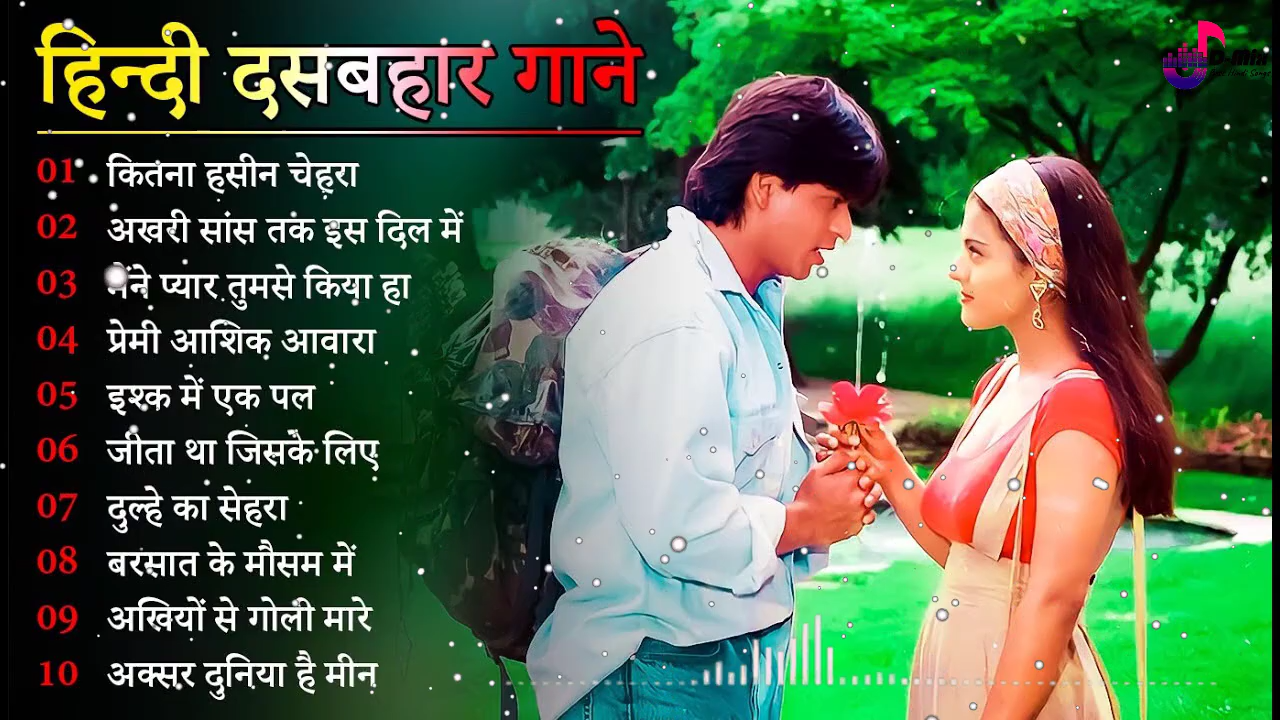 हिन्दी दसबहार गाने
01 कितना हसीन चेहरा
02 अखरी सांस तक इस दिल में
03 मैंने प्यार तुमसे किया हा
04 प्रेमी आशिक आवारा
05 इश्क में एक पल
06 जीता था जिसके लिए
07 दुल्हे का सेहरा
08 बरसात के मौसम में
09 अखियों से गोली मारे
10 अक्सर दुनिया है मीन